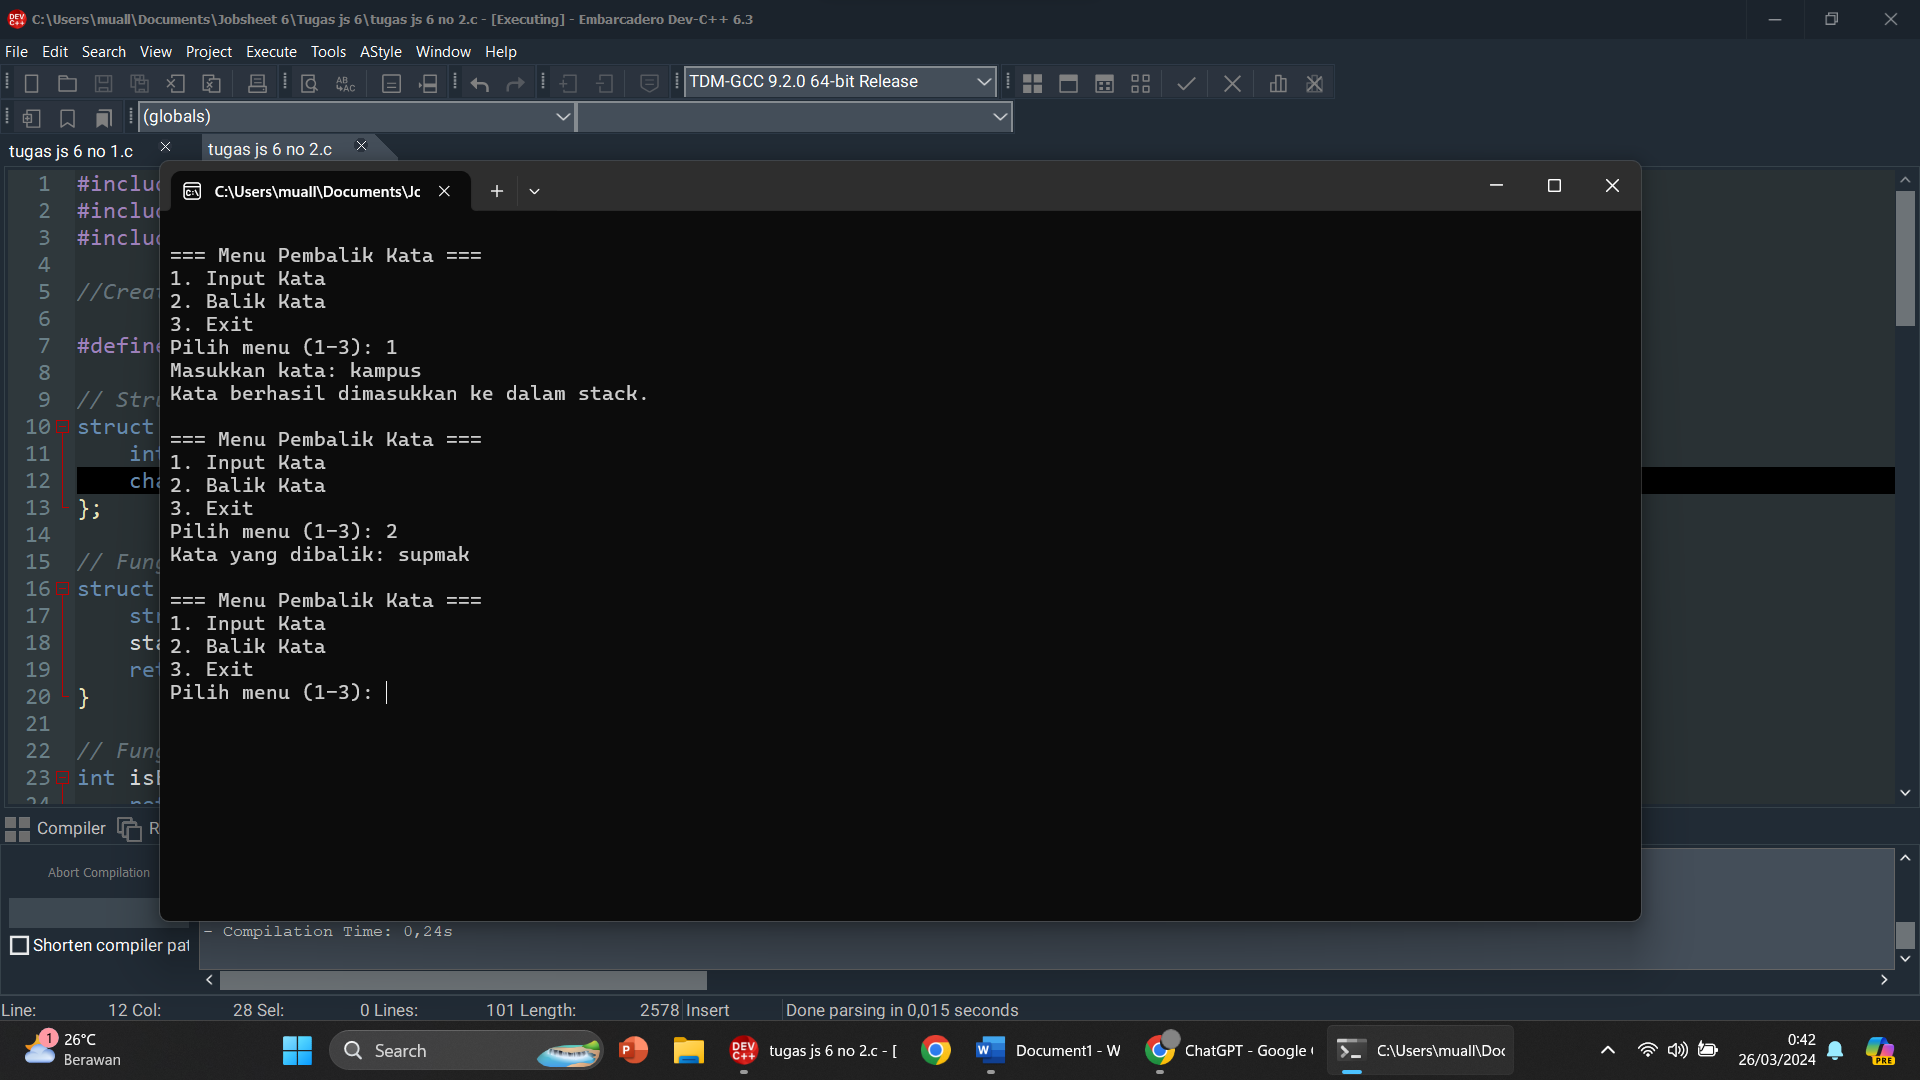 C:\Users\muall\Documents\Jobsheet 6\Tugas js 6\tugas js 6 no 2.c - [Executing] - Embarcadero Dev-C++ 6.3
File Edit Search View Project Execute Tools AStyle Window Help
TDM-GCC 9.2.0 64-bit Release
(globals)
tugas js 6 no 1.c
tugas js 6 no 2.c
C:\Users\muall\Documents\Jc
1 #inclu
2 #inclu
3 #inclu
4
5 //Crea
6
7 #define
8
9 // Stru
10 struct
11 int
12 cha
13 };
14
15 // Fung
16 struct
17 str
18 sta
19 ret
20 }
21
22 // Fung
23 int isE
24 ret
=== Menu Pembalik Kata ===
1. Input Kata
2. Balik Kata
3. Exit
Pilih menu (1-3): 1
Masukkan kata: kampus
Kata berhasil dimasukkan ke dalam stack.
=== Menu Pembalik Kata ===
1. Input Kata
2. Balik Kata
3. Exit
Pilih menu (1-3): 2
Kata yang dibalik: supmak
=== Menu Pembalik Kata ===
1. Input Kata
2. Balik Kata
3. Exit
Pilih menu (1-3):
Compiler R
Abort Compilation
Shorten compiler pat
- Compilation Time: 0,24s
Line: 12 Col: 28 Sel: 0 Lines: 101 Length: 2578 Insert Done parsing in 0,015 seconds
1
26°C
Berawan
Search
DEV C++
tugas js 6 no 2.c - [
Document1 - W
ChatGPT - Google
C:\Users\muall\Doc
0:42
26/03/2024
PRE